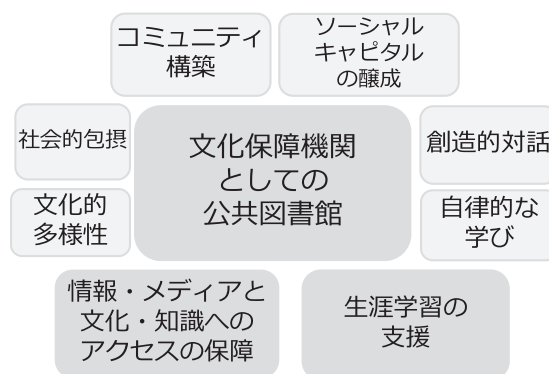 コミュニティ
構築
ソーシャル
キャピタル
の醸成
社会的包摂
文化保障機関
としての
公共図書館
創造的対話
文化的
多様性
自律的な
学び
情報・メディアと
文化・知識への
アクセスの保障
生涯学習の
支援